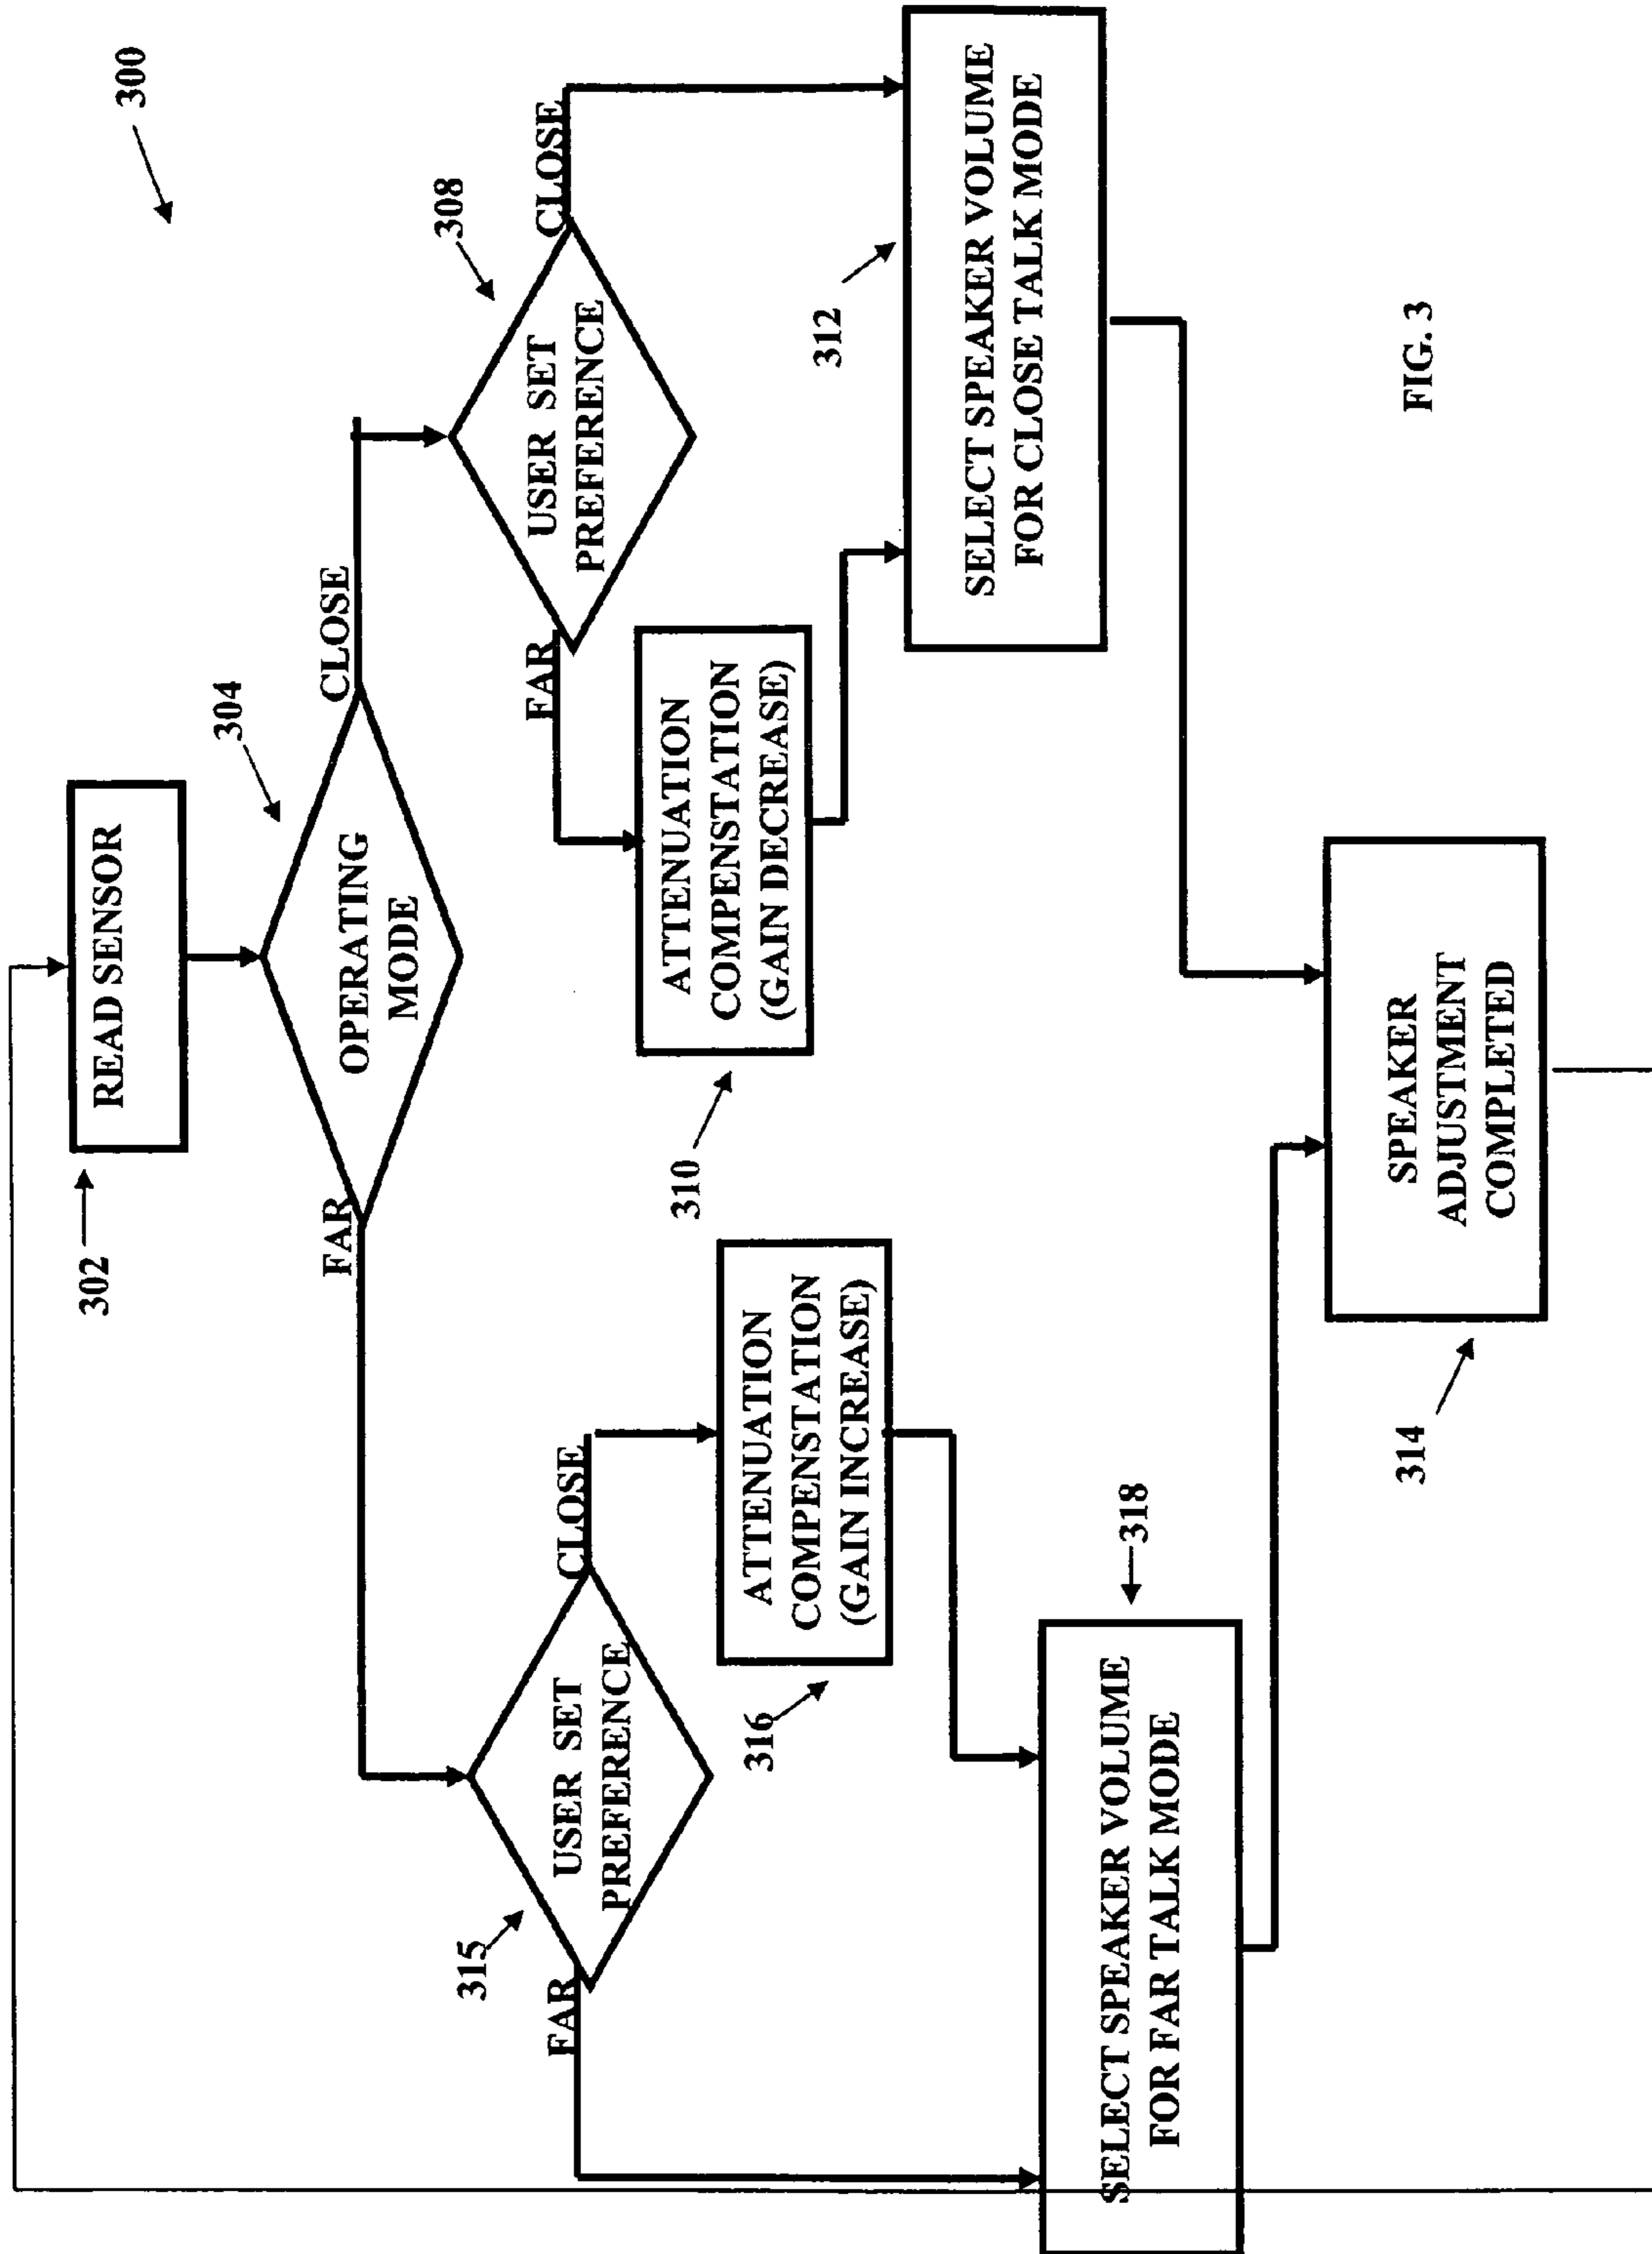 300
302
READ SENSOR
304
OPERATING
MODE
FAR
CLOSE
315
USER SET
PREFERENCE
FAR
CLOSE
308
USER SET
PREFERENCE
FAR
CLOSE
316
ATTENUATION
COMPENSTATION
(GAIN INCREASE)
310
ATTENUATION
COMPENSTATION
(GAIN DECREASE)
312
SELECT SPEAKER VOLUME
FOR CLOSE TALK MODE
318
SELECT SPEAKER VOLUME
FOR FAR TALK MODE
314
SPEAKER
ADJUSTMENT
COMPLETED
FIG. 3